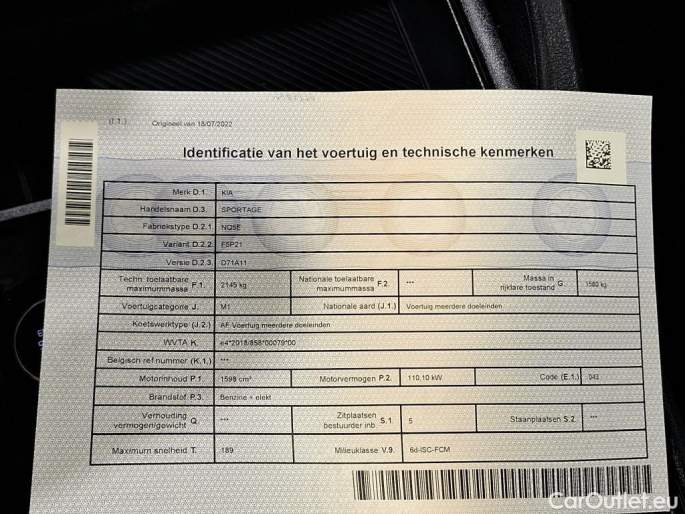 (I.1.) Origineel van 18/07/2022
Identificatie van het voertuig en technische kenmerken
Merk D.1. KIA
Handelsnaam D.3. SPORTAGE
Fabriekstype D.2.1. NQ5E
Variant D.2.2. F5P21
Versie D.2.3. D71A11
Techn. toelaatbare maximummassa F.1. 2145 kg Nationale toelaatbare maximummassa F.2. *** Massa in rijklare toestand G 1580 kg
Voertuigcategorie J. M1 Nationale aard (J.1.) Voertuig meerdere doeleinden
Koetswerktype (J.2.) AF Voertuig meerdere doeleinden
WVTA K. e4*2018/858*00079*00
Belgisch ref nummer (K.1.) ***
Motorinhoud P.1. 1598 cm³ Motorvermogen P.2. 110.10 kW Code (E.1.) 043
Brandstof P.3. Benzine + elekt
Verhouding vermogen/gewicht Q *** Zitplaatsen bestuurder inb. S.1. 5 Staanplaatsen S.2. ***
Maximum snelheid T. 189 Milieuklasse V.9. 6d-ISC-FCM
CarOutlet.eu